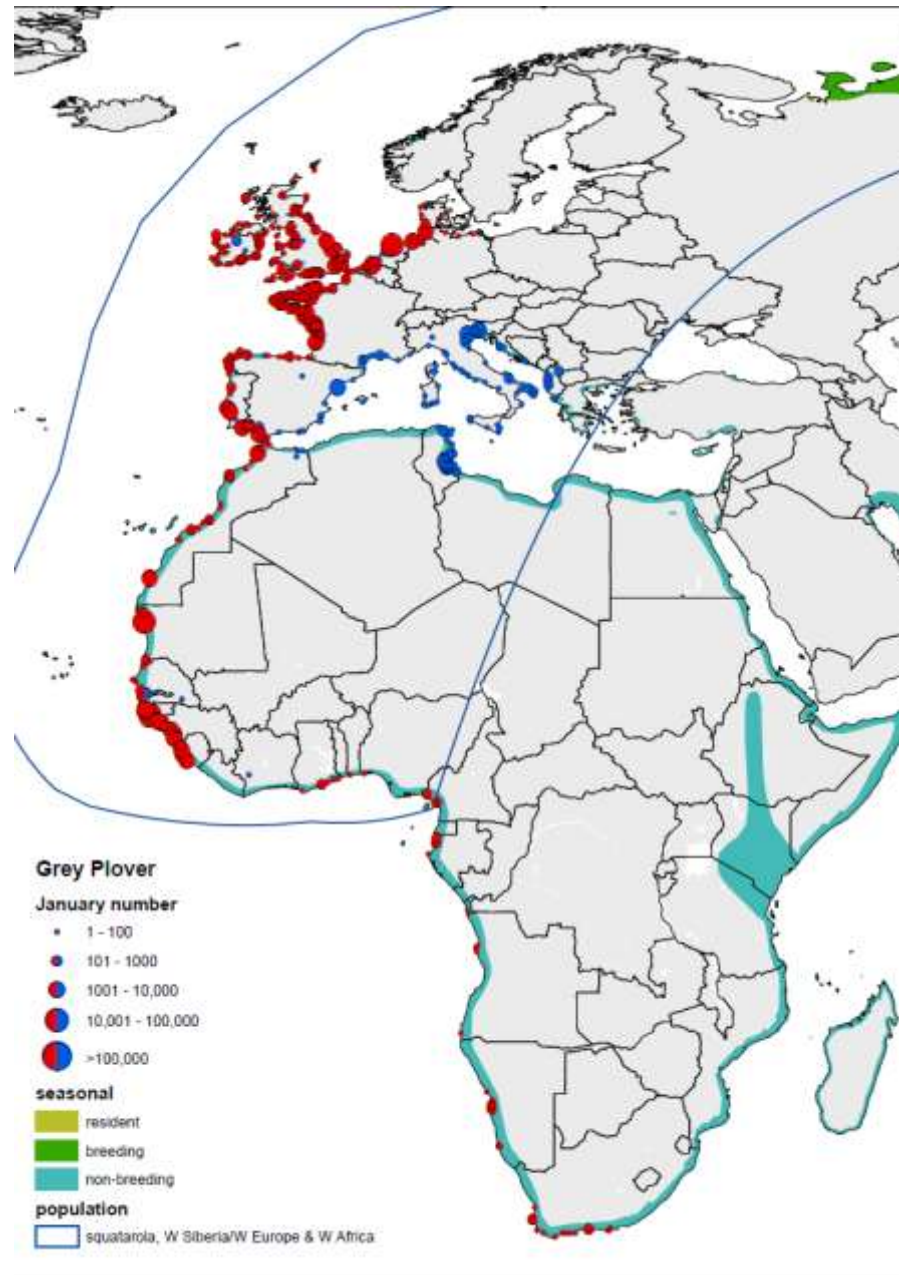 Grey Plover
January number
1 - 100
101 - 1000
1001 - 10,000
10,001 - 100,000
>100,000
seasonal
resident
breeding
non-breeding
population
squatarola, W Siberia/W Europe & W Africa